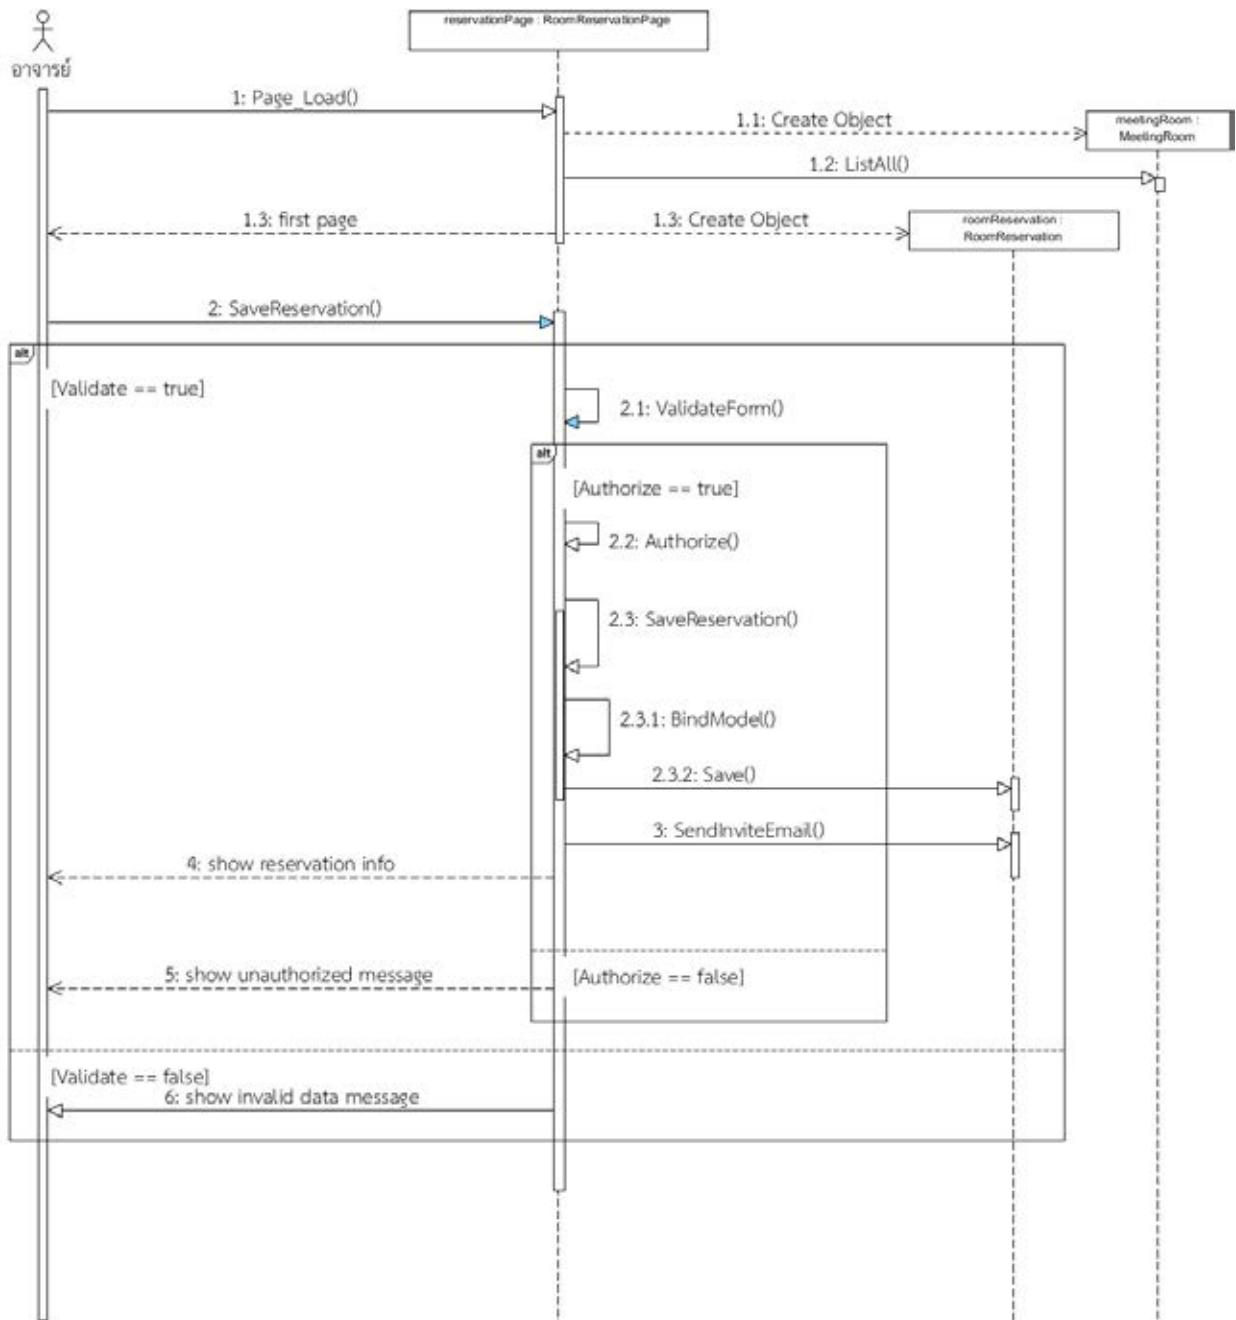 reservationPage : RoomReservationPage
อาจารย์
1: Page_Load()
1.1: Create Object
meetingRoom :
MeetingRoom
1.2: ListAll()
1.3: first page
1.3: Create Object
roomReservation :
RoomReservation
2: SaveReservation()
alt
[Validate == true]
2.1: ValidateForm()
alt
[Authorize == true]
2.2: Authorize()
2.3: SaveReservation()
2.3.1: BindModel()
2.3.2: Save()
3: SendInviteEmail()
4: show reservation info
5: show unauthorized message
[Authorize == false]
[Validate == false]
6: show invalid data message